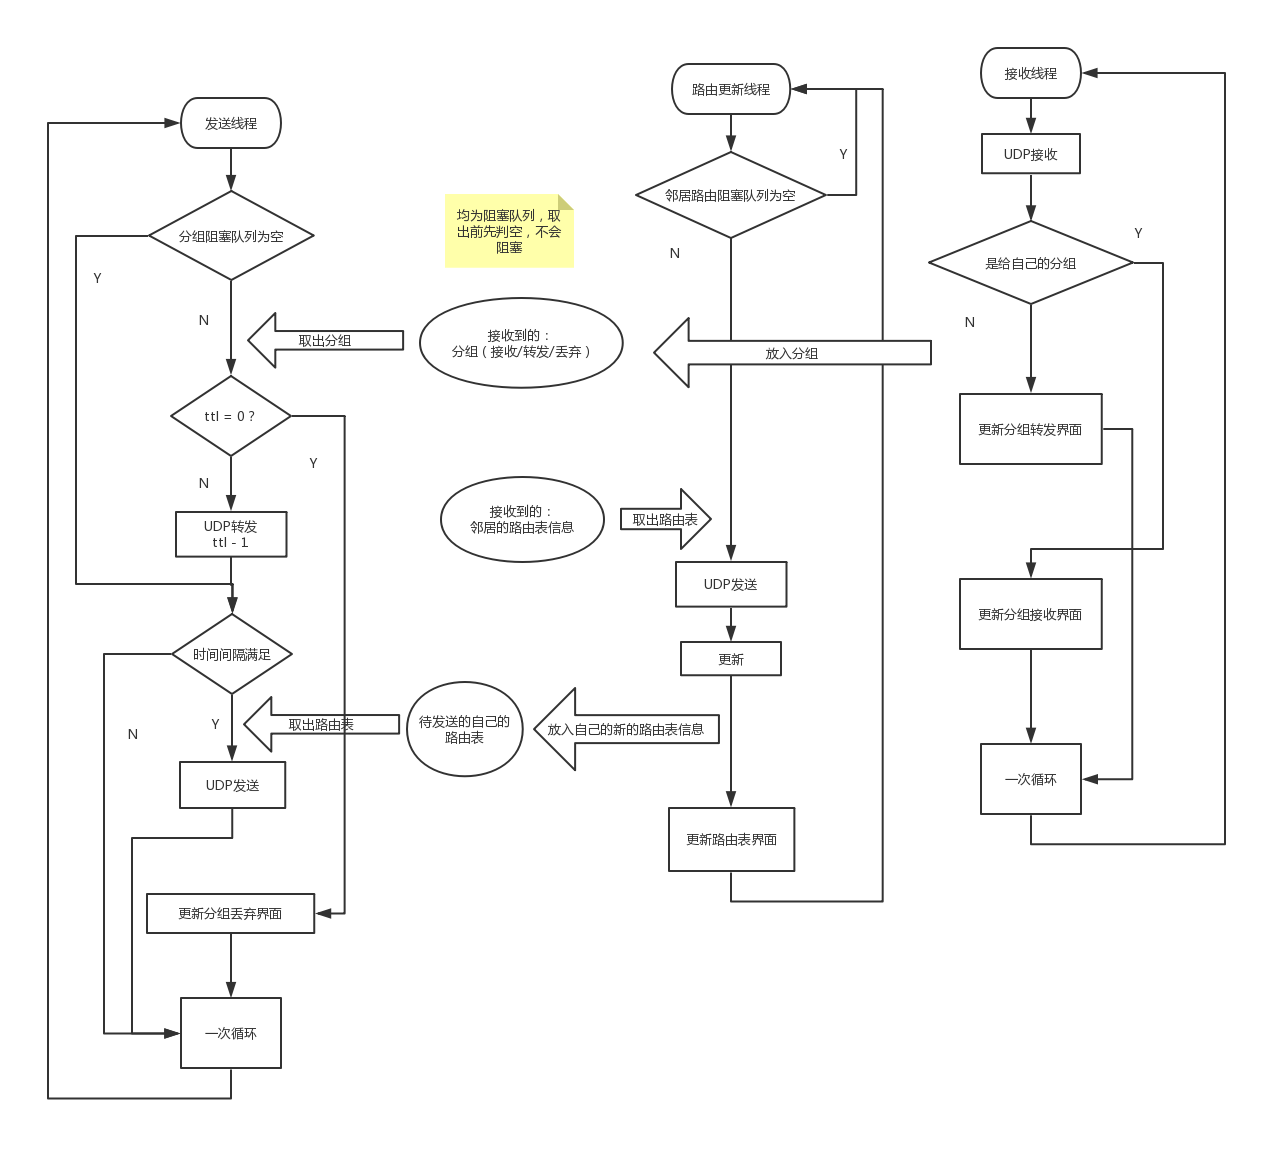 发送线程
分组阻塞队列为空
Y
N
ttl = 0 ?
N
Y
UDP转发
ttl - 1
时间间隔满足
N
Y
UDP发送
更新分组丢弃界面
一次循环
均为阻塞队列，取
出前先判空，不会
阻塞
取出分组
接收到的：
分组（接收/转发/丢弃）
放入分组
接收到的：
邻居的路由表信息
取出路由表
取出路由表
待发送的自己的
路由表
放入自己的新的路由表信息
路由更新线程
Y
邻居路由阻塞队列为空
N
UDP发送
更新
更新路由表界面
接收线程
UDP接收
是给自己的分组
Y
N
更新分组转发界面
更新分组接收界面
一次循环